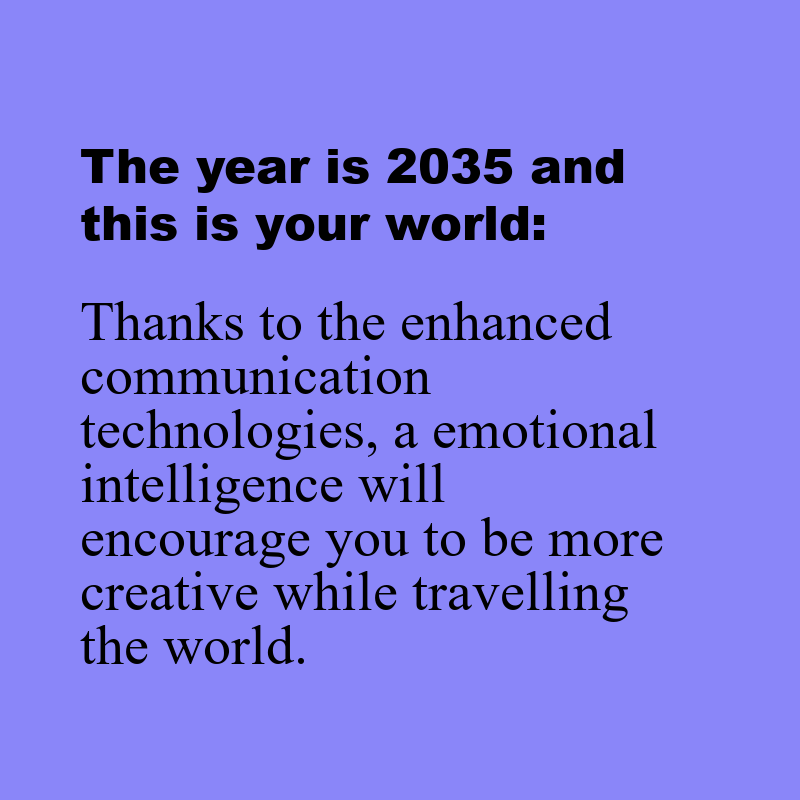 The year is 2035 and
this is your world:
Thanks to the enhanced
communication
technologies, a emotional
intelligence will
encourage you to be more
creative while travelling
the world.